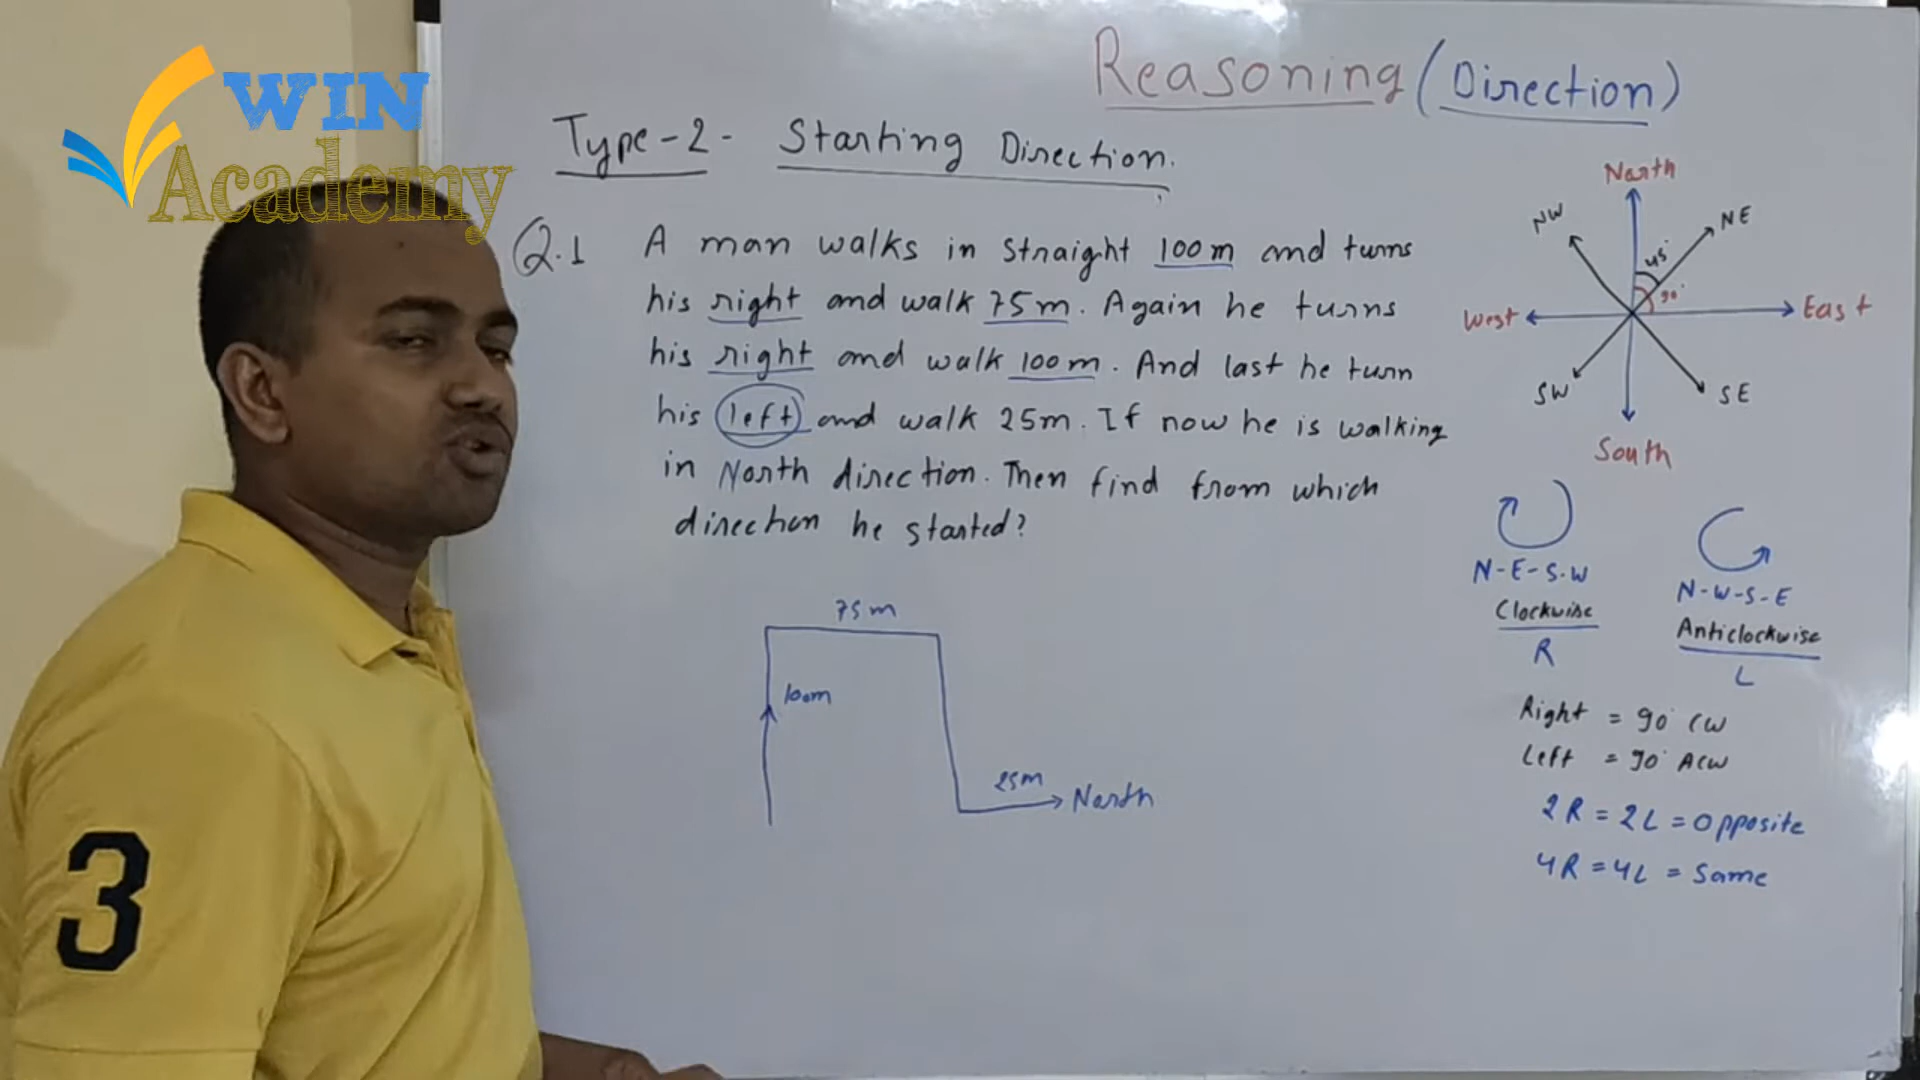 WIN
Academy
Reasoning (Direction)
Type-2- Starting Direction.
Q.1 A man walks in straight 100m and turns
his right and walk 75m. Again he turns
his right and walk 100m. And last he turn
his left and walk 25m. If now he is walking
in North direction. Then find from which
direction he started?
75m
100m
25m
North
North
NW
NE
45°
90°
West
East
SW
SE
South
N-E-S-W
Clockwise
R
N-W-S-E
Anticlockwise
L
Right = 90° CW
Left = 90° ACW
2R = 2L = Opposite
4R = 4L = Same
3